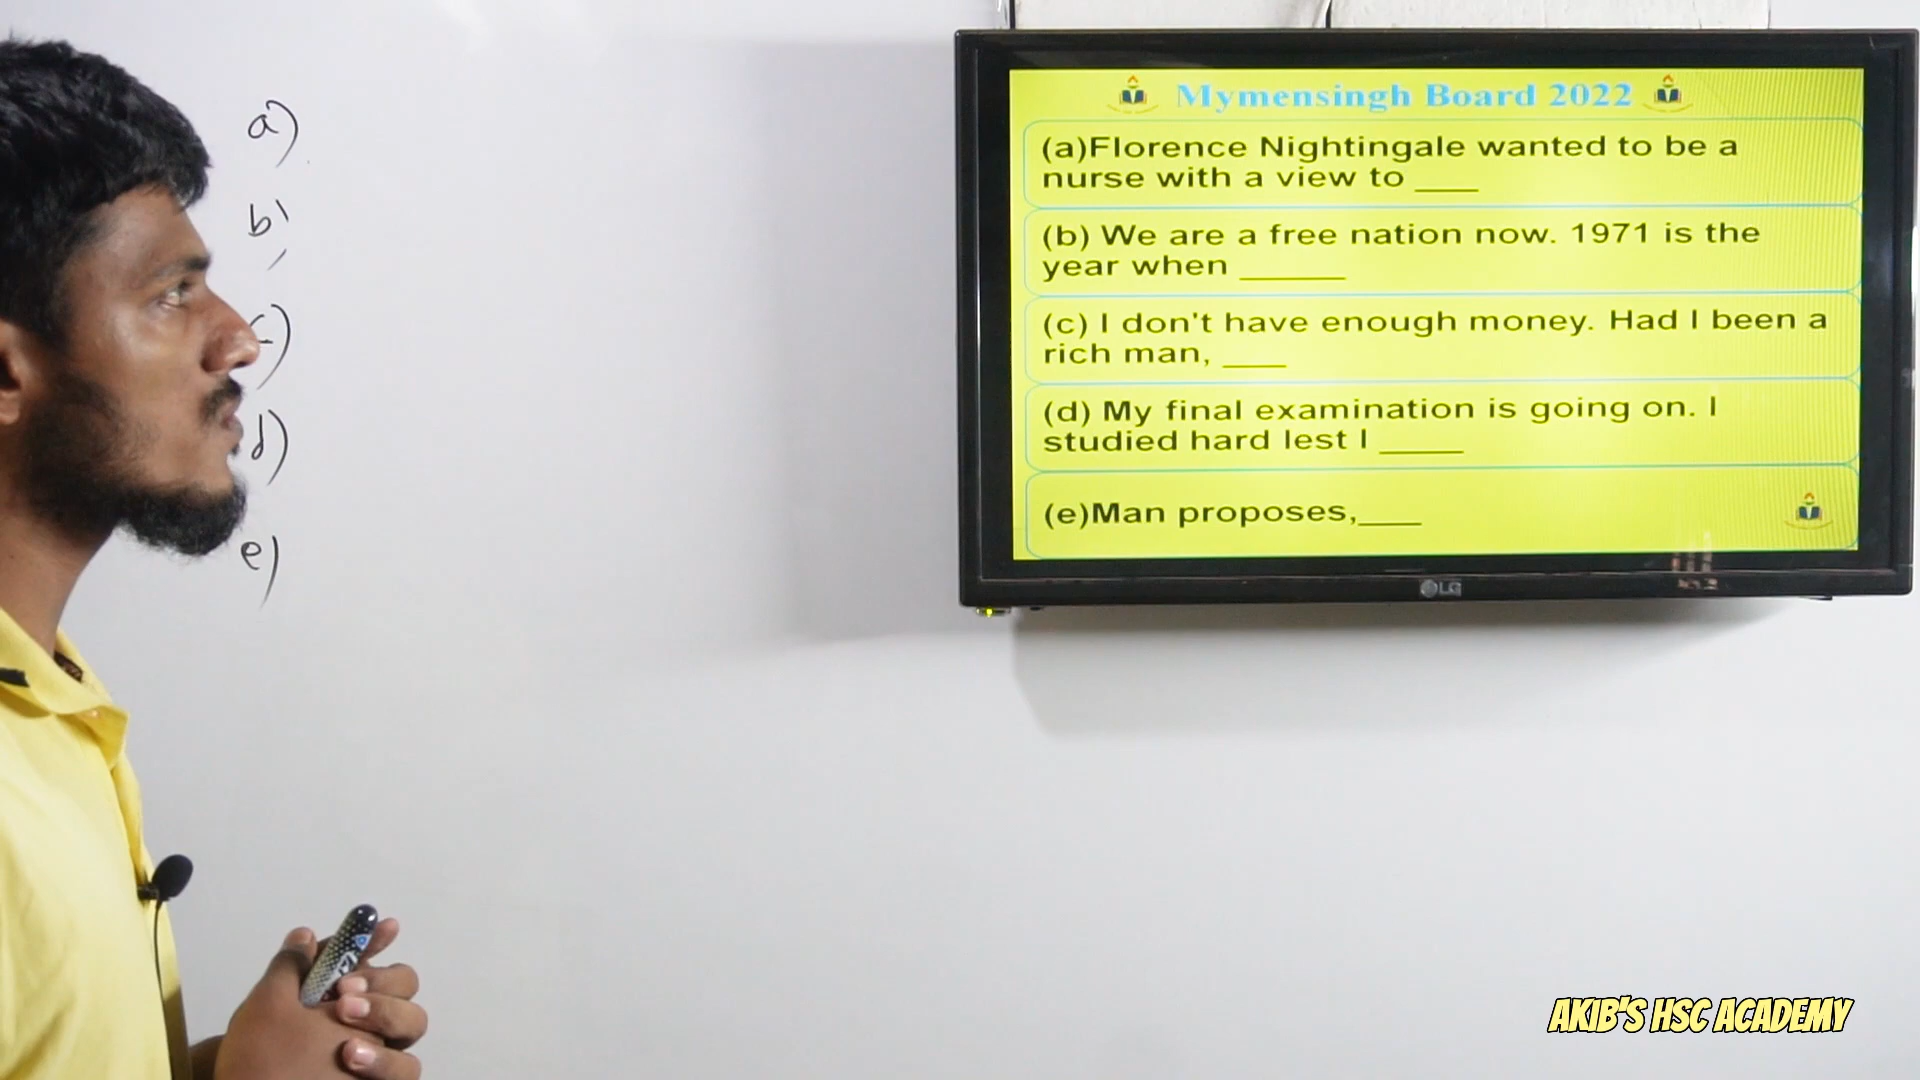 a)
b)
c)
d)
e)
Mymensingh Board 2022
(a)Florence Nightingale wanted to be a
nurse with a view to ____
(b) We are a free nation now. 1971 is the
year when ______
(c) I don't have enough money. Had I been a
rich man, ____
(d) My final examination is going on. I
studied hard lest I _____
(e)Man proposes,____
LG
AKIB'S HSC ACADEMY